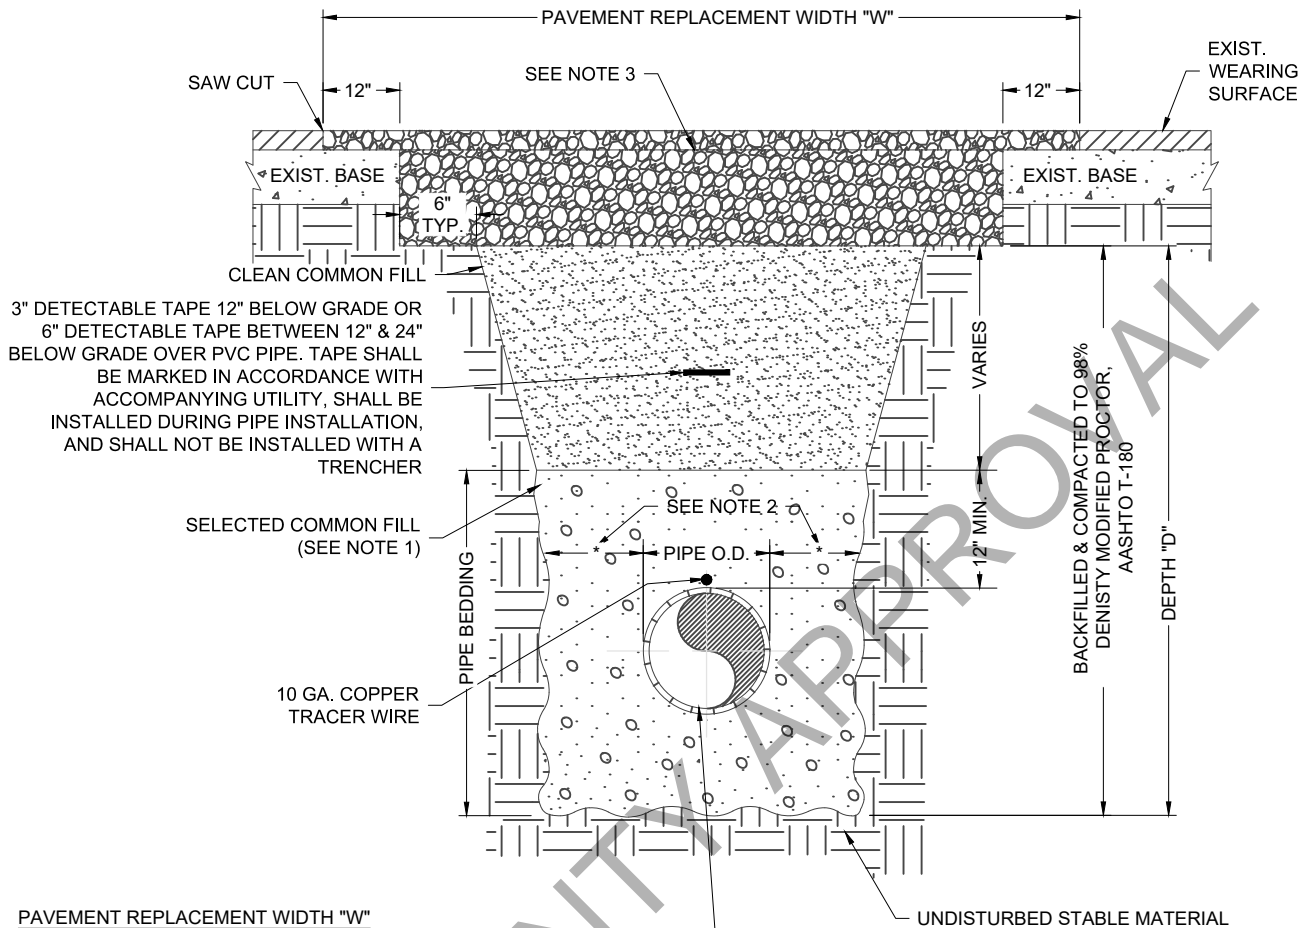 PAVEMENT REPLACEMENT WIDTH "W"
SAW CUT
12"
SEE NOTE 3
12"
EXIST.
WEARING
SURFACE
EXIST. BASE
EXIST. BASE
6"
TYP.
CLEAN COMMON FILL
3" DETECTABLE TAPE 12" BELOW GRADE OR
6" DETECTABLE TAPE BETWEEN 12" & 24"
BELOW GRADE OVER PVC PIPE. TAPE SHALL
BE MARKED IN ACCORDANCE WITH
ACCOMPANYING UTILITY, SHALL BE
INSTALLED DURING PIPE INSTALLATION,
AND SHALL NOT BE INSTALLED WITH A
TRENCHER
VARIES
BACKFILLED & COMPACTED TO 98%
DENISTY MODIFIED PROCTOR,
AASHTO T-180
DEPTH "D"
12" MIN.
SELECTED COMMON FILL
(SEE NOTE 1)
SEE NOTE 2
* PIPE O.D. *
PIPE BEDDING
10 GA. COPPER
TRACER WIRE
UNDISTURBED STABLE MATERIAL
PAVEMENT REPLACEMENT WIDTH "W"
APPROVAL